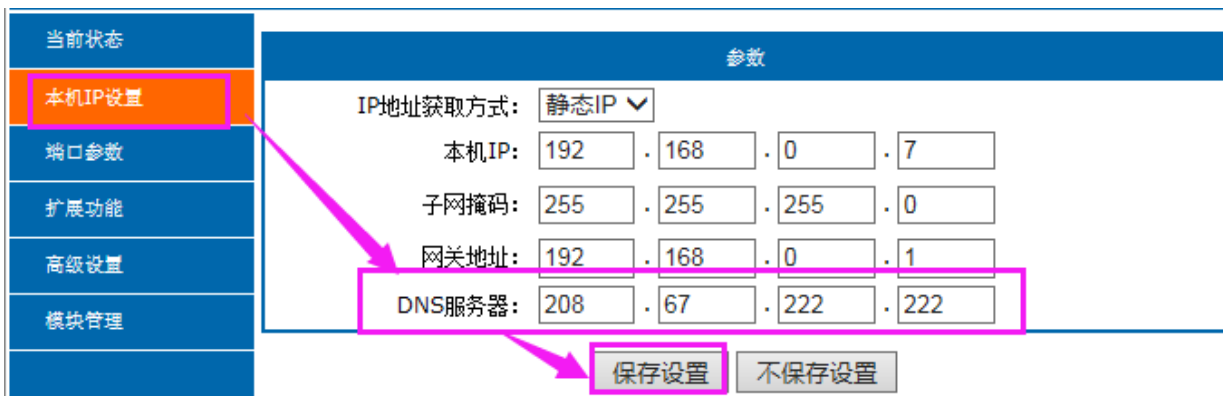 当前状态
本机IP设置
端口参数
扩展功能
高级设置
模块管理
参数
IP地址获取方式： 静态IP
本机IP： 192 . 168 . 0 . 7
子网掩码： 255 . 255 . 255 . 0
网关地址： 192 . 168 . 0 . 1
DNS服务器： 208 . 67 . 222 . 222
保存设置 不保存设置